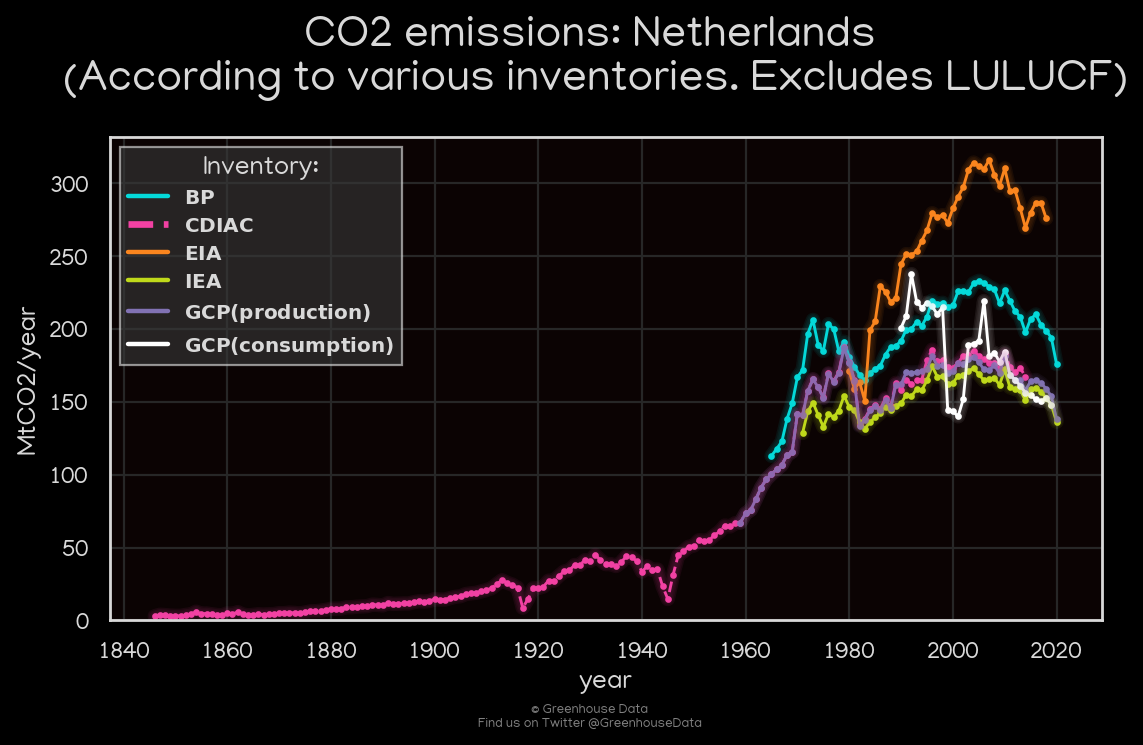 CO2 emissions: Netherlands
(According to various inventories. Excludes LULUCF)
Inventory:
BP
CDIAC
EIA
IEA
GCP(production)
GCP(consumption)
MtCO2/year
300
250
200
150
100
50
0
1840 1860 1880 1900 1920 1940 1960 1980 2000 2020
year
© Greenhouse Data
Find us on Twitter @GreenhouseData